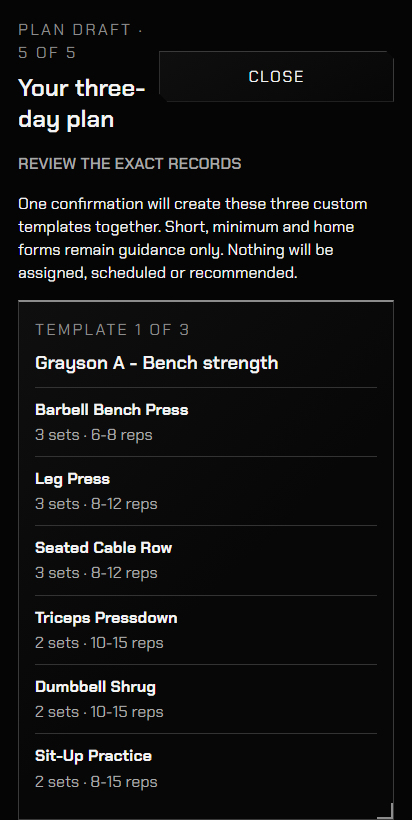 PLAN DRAFT ·
5 OF 5
Your three-
day plan
CLOSE
REVIEW THE EXACT RECORDS
One confirmation will create these three custom
templates together. Short, minimum and home
forms remain guidance only. Nothing will be
assigned, scheduled or recommended.
TEMPLATE 1 OF 3
Grayson A - Bench strength
Barbell Bench Press
3 sets · 6-8 reps
Leg Press
3 sets · 8-12 reps
Seated Cable Row
3 sets · 8-12 reps
Triceps Pressdown
2 sets · 10-15 reps
Dumbbell Shrug
2 sets · 10-15 reps
Sit-Up Practice
2 sets · 8-15 reps